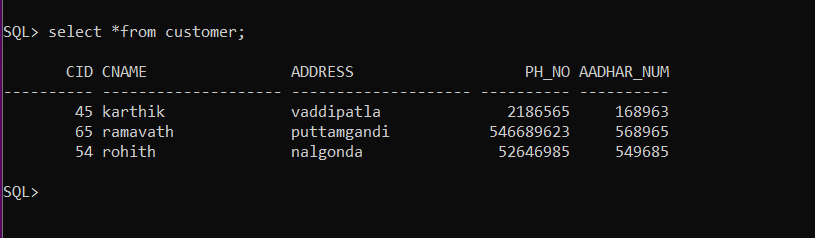 SQL> select *from customer;
CID CNAME ADDRESS PH_NO AADHAR_NUM
---------- -------------------- -------------------- ---------- ----------
45 karthik vaddipatla 2186565 168963
65 ramavath puttamgandi 546689623 568965
54 rohith nalgonda 52646985 549685
SQL>